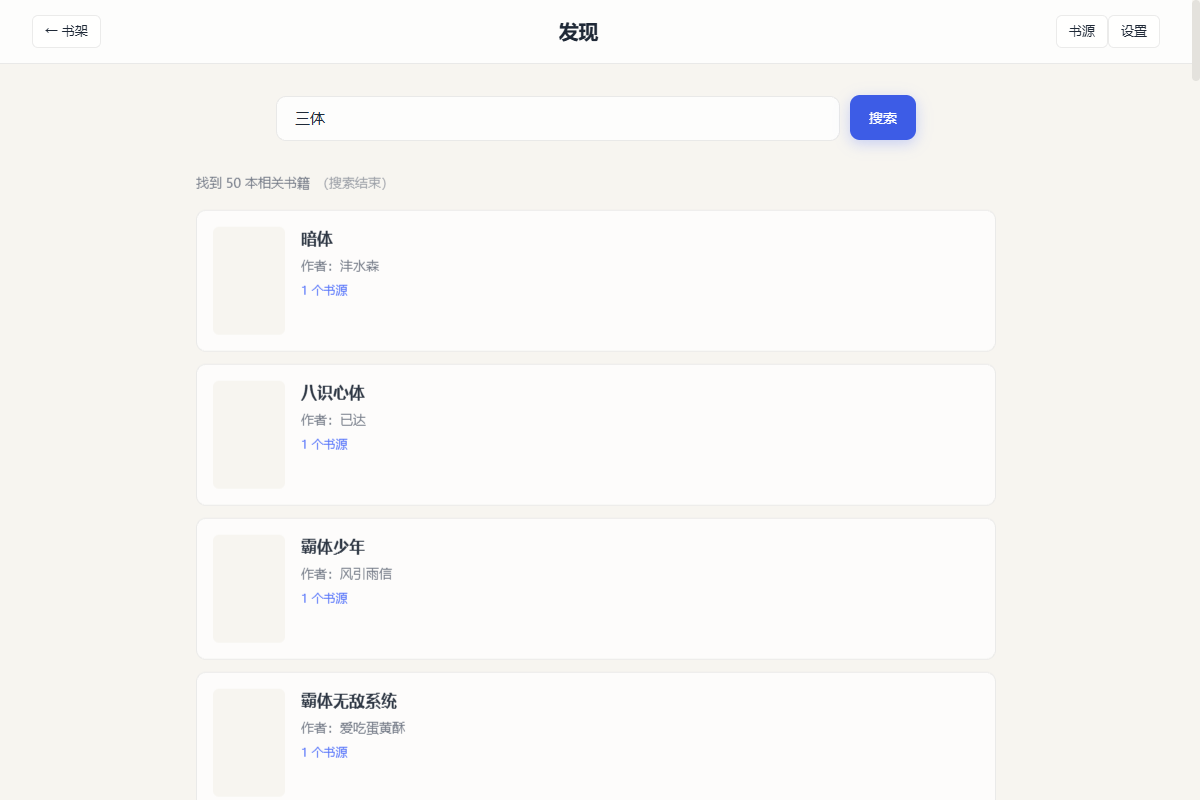 ← 书架
发现
书源
设置
三体
搜索
找到 50 本相关书籍 （搜索结束）
暗体
作者：沣水森
1 个书源
八识心体
作者：已达
1 个书源
霸体少年
作者：风引雨信
1 个书源
霸体无敌系统
作者：爱吃蛋黄酥
1 个书源